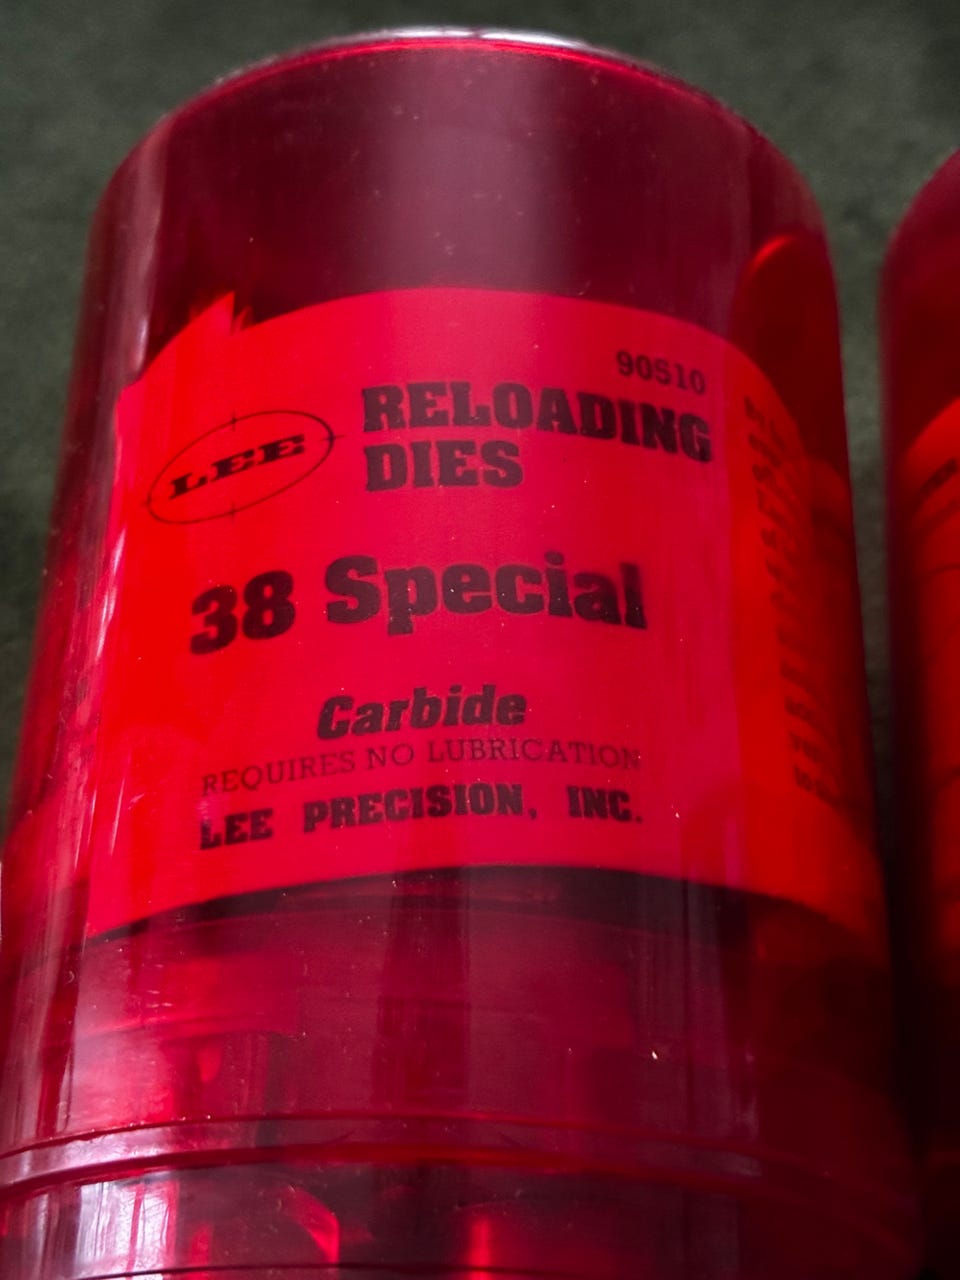 90510
LEE
RELOADING
DIES
38 Special
Carbide
REQUIRES NO LUBRICATION
LEE PRECISION, INC.